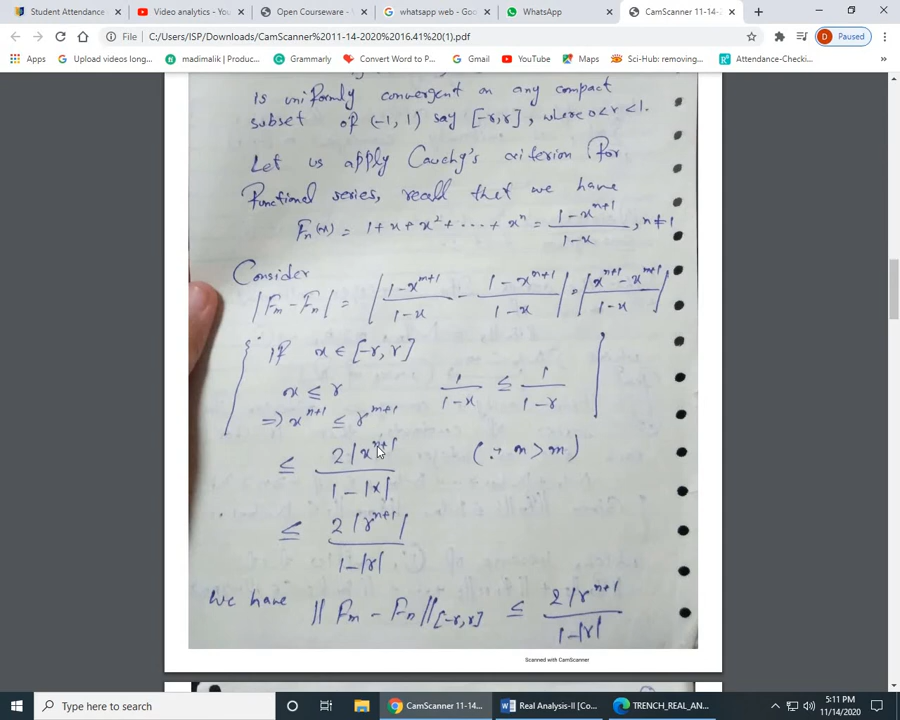 Student Attendance
Video analytics - You
Open Courseware
whatsapp web - Goo
WhatsApp
CamScanner 11-14-2
File
C:/Users/ISP/Downloads/CamScanner%2011-14-2020%2016.41%20(1).pdf
D Paused
Apps
Upload videos long...
madimalik | Produc...
Grammarly
Convert Word to P...
Gmail
YouTube
Maps
Sci-Hub: removing...
Attendance-Checki...
is uniformly convergent on any compact
subset of (-1, 1) say [-r,r], where 0<r<1.
Let us apply Cauchy's criterion for
functional series, recall that we have
Fn(x) = 1+x+x²+ ... + xⁿ = 1-xⁿ⁺¹ / 1-x , x≠1
Consider
|Fm - Fn| = | 1-xᵐ⁺¹ / 1-x - 1-xⁿ⁺¹ / 1-x | = | xⁿ⁺¹ - xᵐ⁺¹ / 1-x |
if x ∈ [-r, r]
x ≤ r 1 / 1-x ≤ 1 / 1-r
⇒ xⁿ⁺¹ ≤ rᵐ⁺¹
≤ 2|xⁿ⁺¹| / 1-|x| (∵ n>m)
≤ 2|rⁿ⁺¹| / 1-|r|
We have ||Fm - Fn||[-r,r] ≤ 2|rⁿ⁺¹ / 1-|r|
Scanned with CamScanner
Type here to search
CamScanner 11-14-...
Real Analysis-II [Co...
TRENCH_REAL_AN...
5:11 PM
11/14/2020